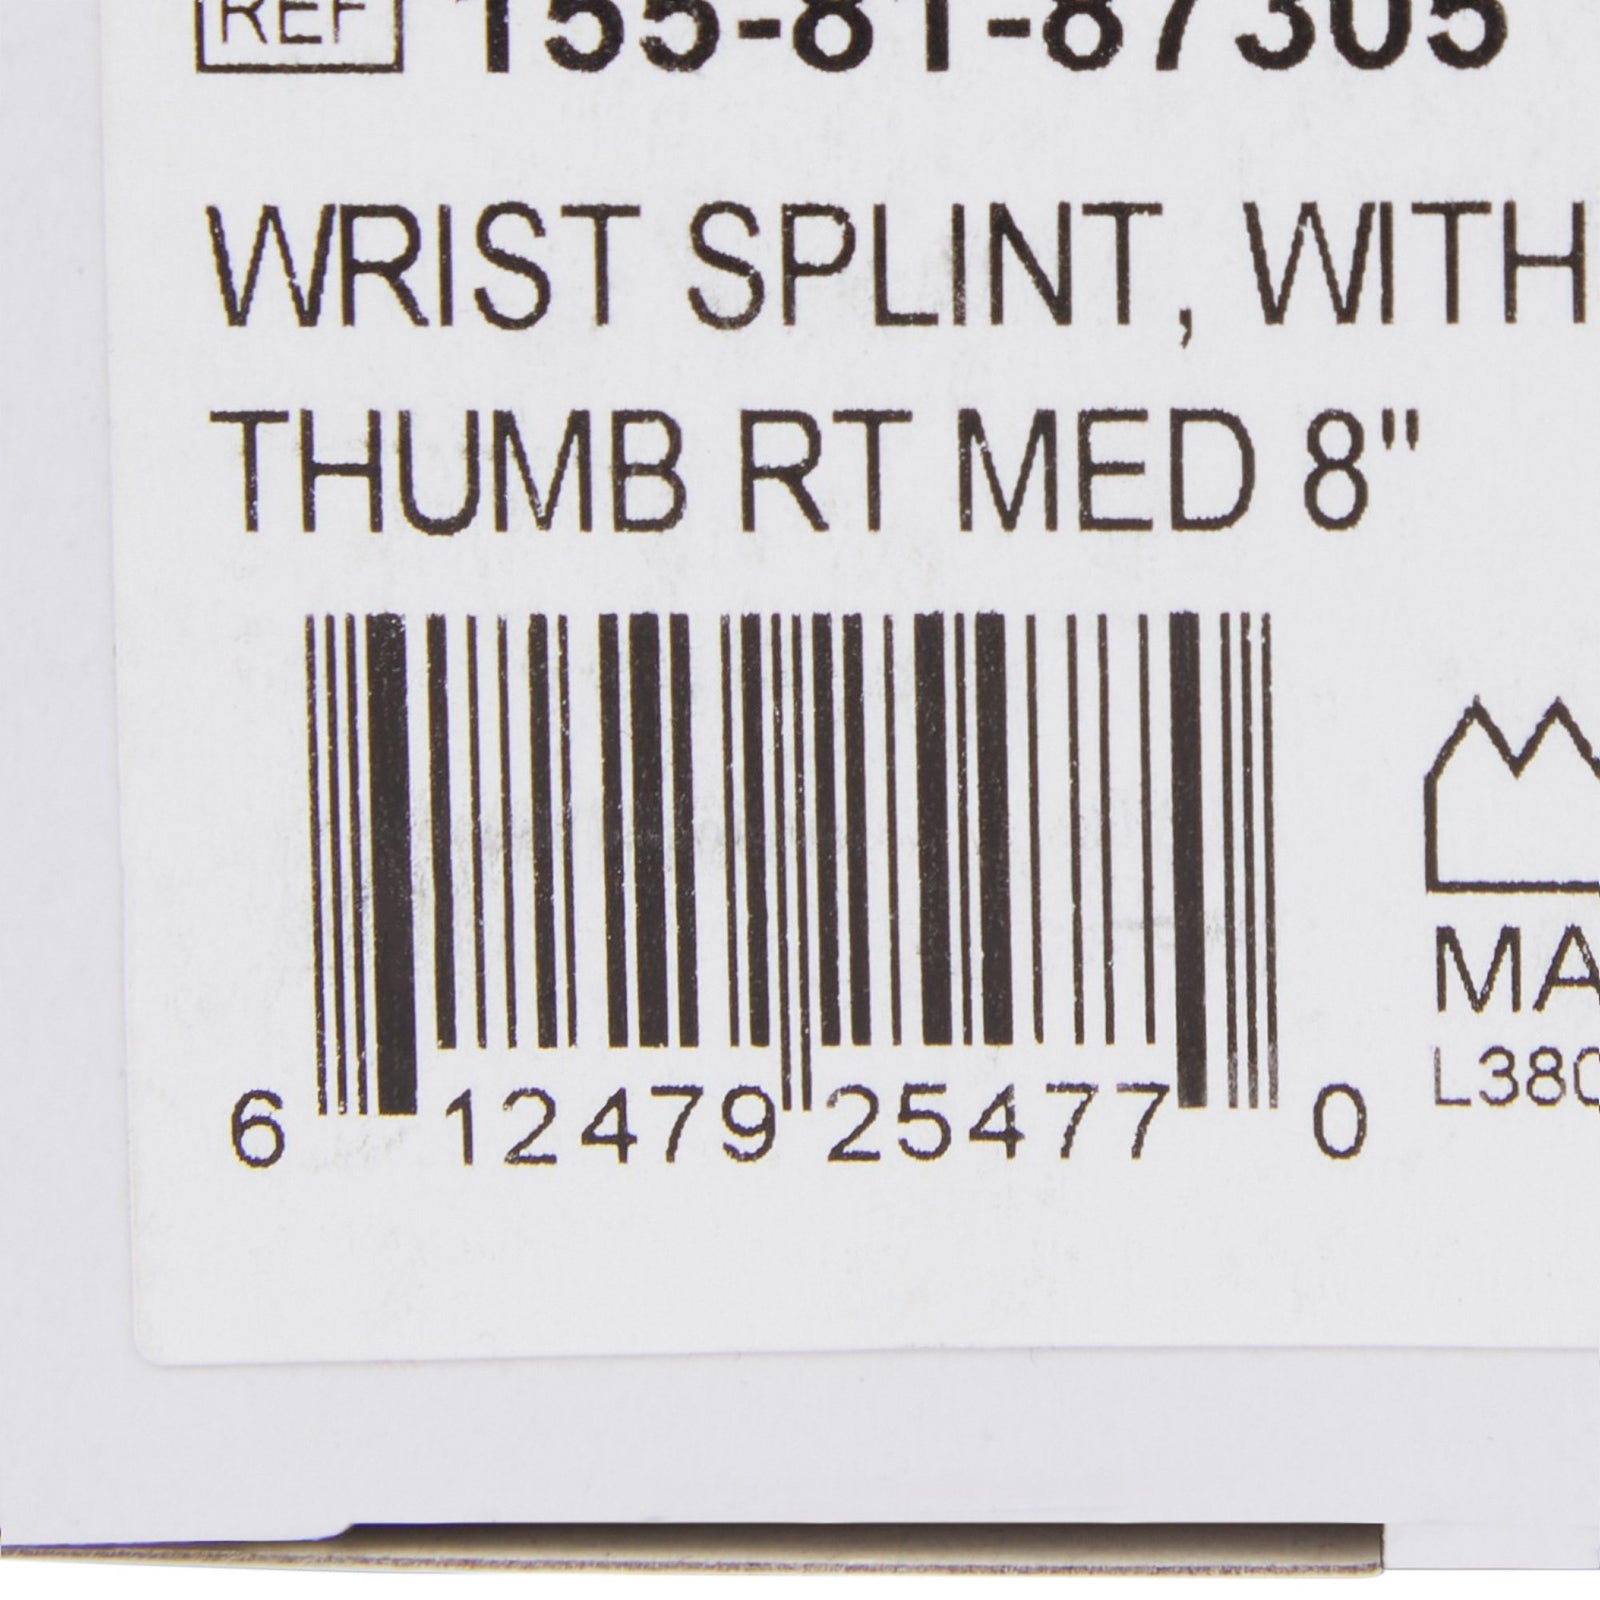 REF 155-81-87305
WRIST SPLINT, WITH
THUMB RT MED 8"
6 12479 25477 0
MA
L380